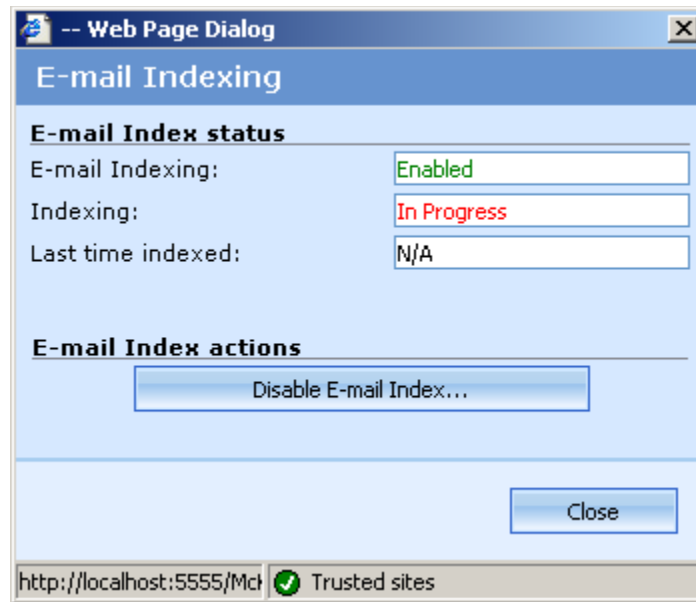 -- Web Page Dialog
E-mail Indexing
E-mail Index status
E-mail Indexing: Enabled
Indexing: In Progress
Last time indexed: N/A
E-mail Index actions
Disable E-mail Index...
Close
http://localhost:5555/Mck Trusted sites